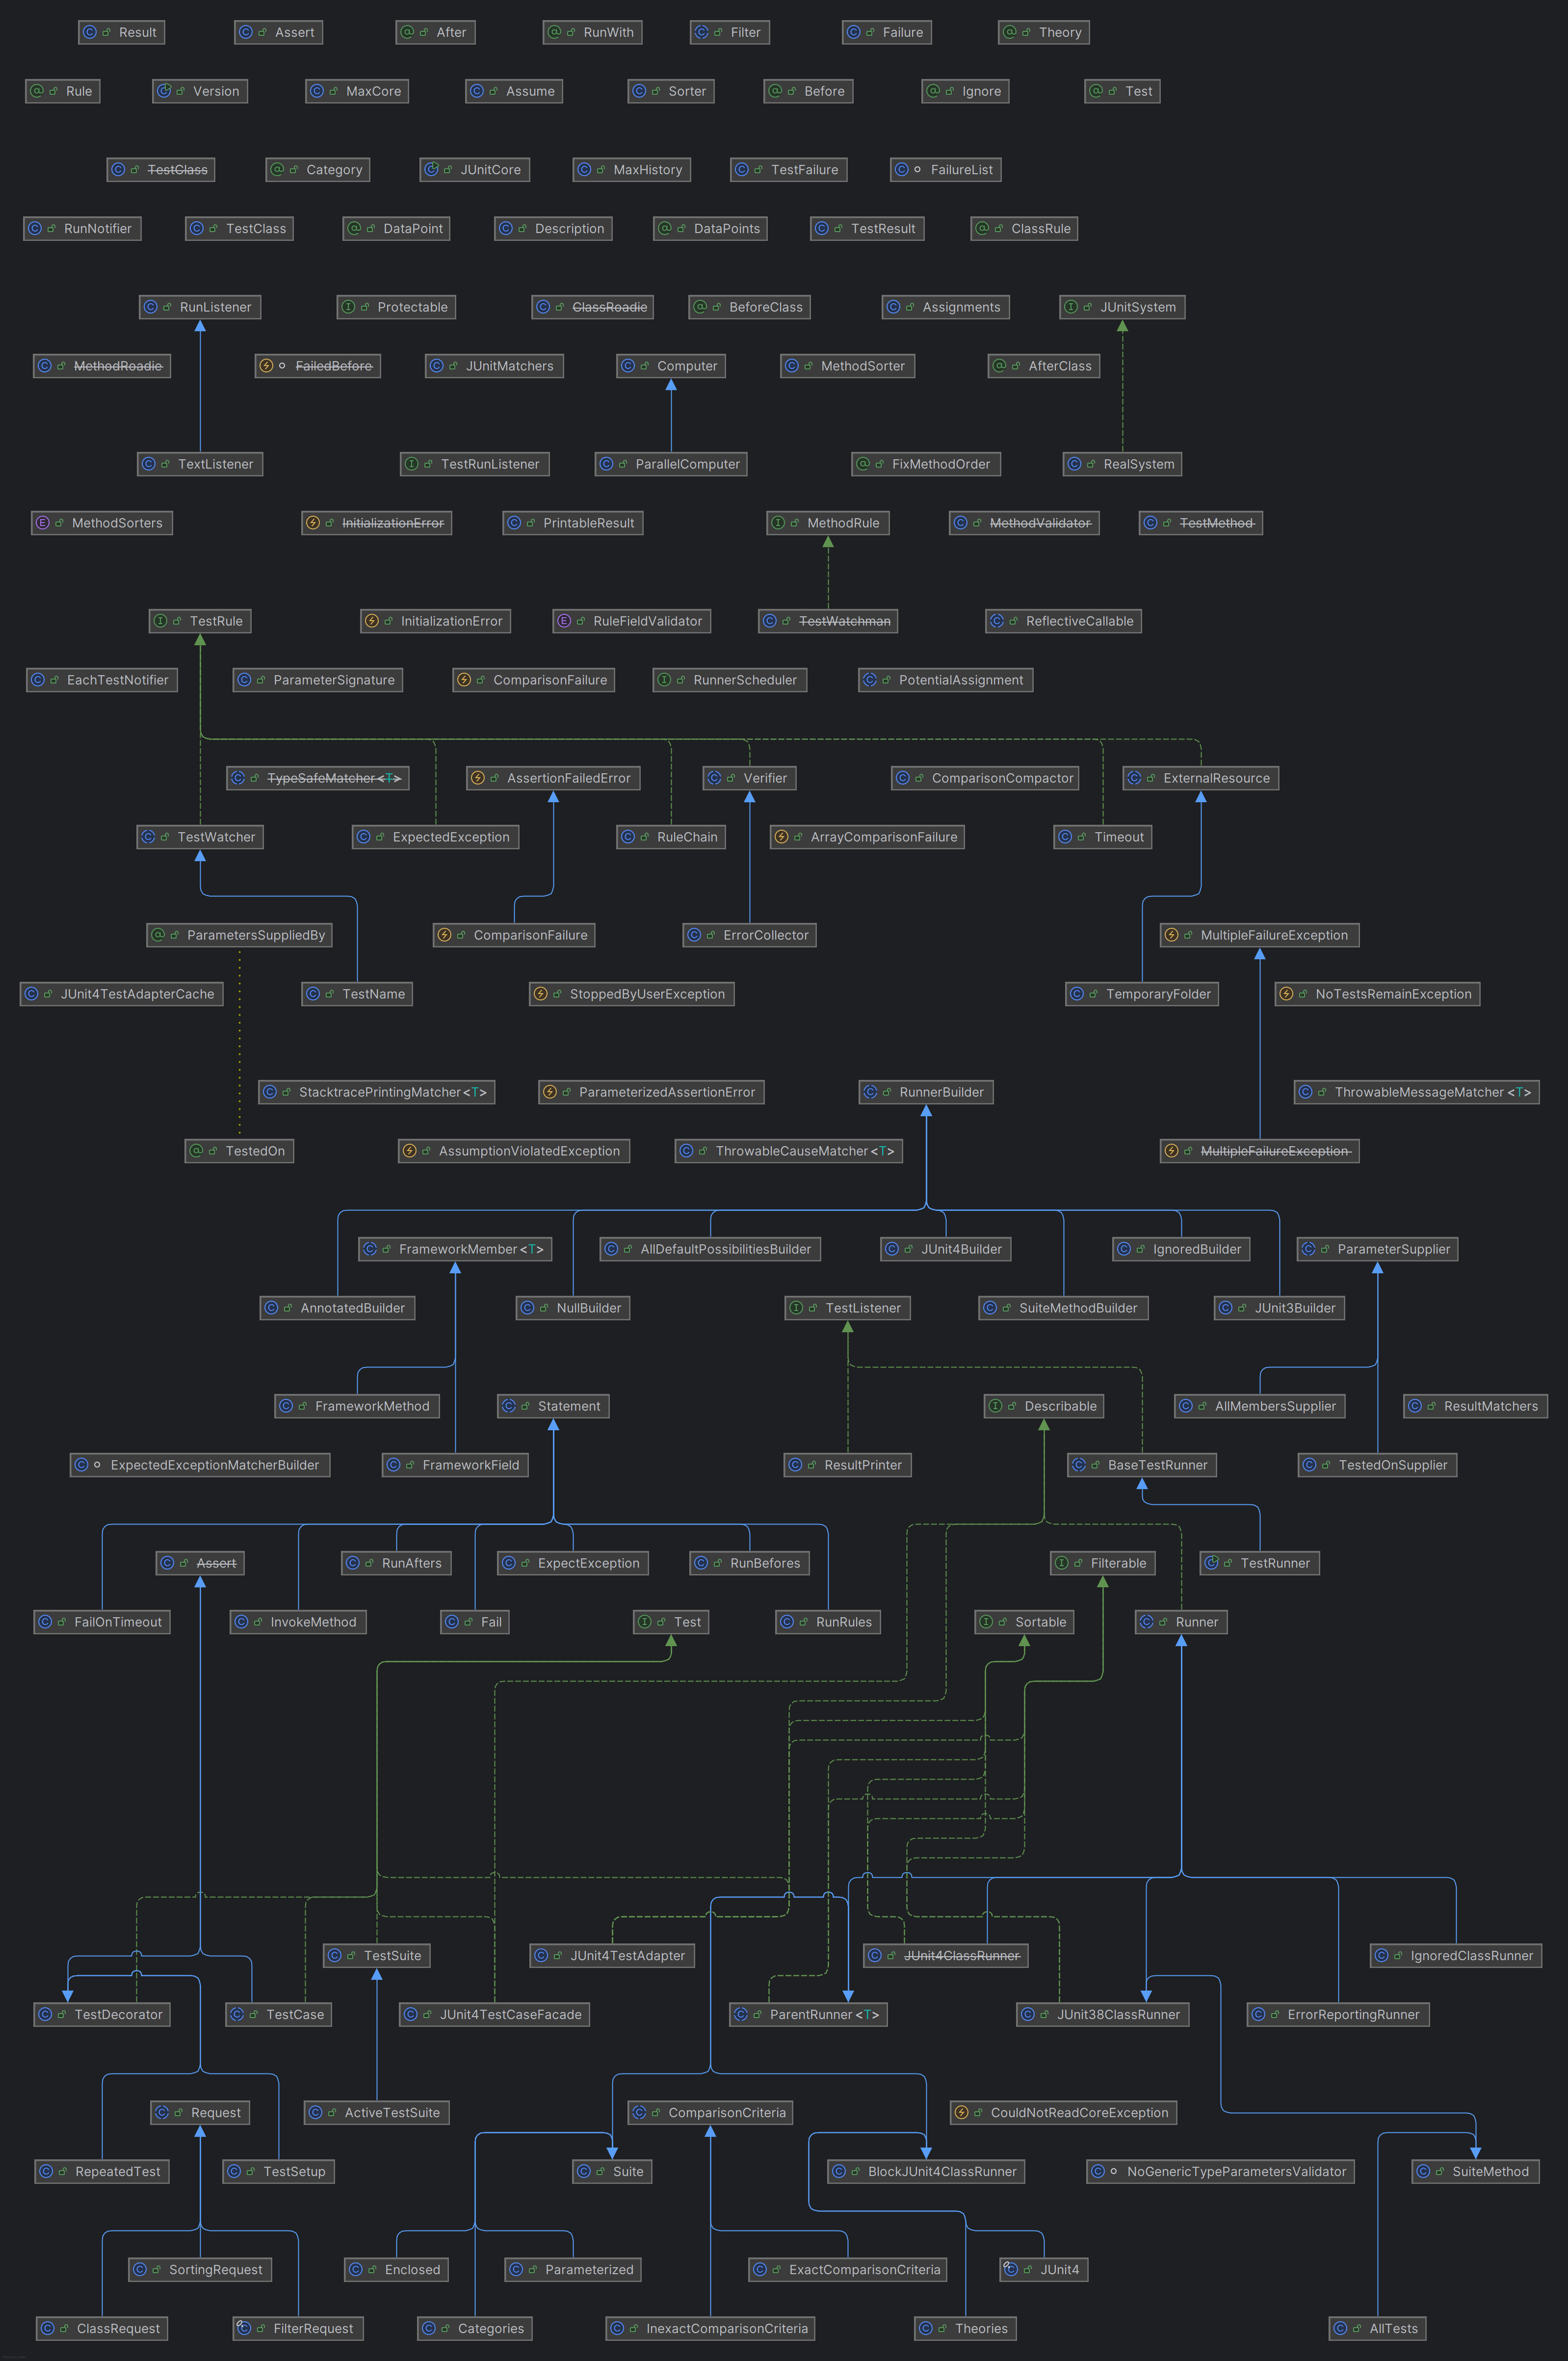 Result Assert After RunWith Filter Failure Theory
Rule Version MaxCore Assume Sorter Before Ignore Test
TestClass Category JUnitCore MaxHistory TestFailure FailureList
RunNotifier TestClass DataPoint Description DataPoints TestResult ClassRule
RunListener Protectable ClassRoadie BeforeClass Assignments JUnitSystem
MethodRoadie FailedBefore JUnitMatchers Computer MethodSorter AfterClass
TextListener TestRunListener ParallelComputer FixMethodOrder RealSystem
MethodSorters InitializationError PrintableResult MethodRule MethodValidator TestMethod
TestRule InitializationError RuleFieldValidator TestWatchman ReflectiveCallable
EachTestNotifier ParameterSignature ComparisonFailure RunnerScheduler PotentialAssignment
TypeSafeMatcher<T> AssertionFailedError Verifier ComparisonCompactor ExternalResource
TestWatcher ExpectedException RuleChain ArrayComparisonFailure Timeout
ParametersSuppliedBy ComparisonFailure ErrorCollector MultipleFailureException
JUnit4TestAdapterCache TestName StoppedByUserException TemporaryFolder NoTestsRemainException
StacktracePrintingMatcher<T> ParameterizedAssertionError RunnerBuilder ThrowableMessageMatcher<T>
TestedOn AssumptionViolatedException ThrowableCauseMatcher<T> MultipleFailureException
FrameworkMember<T> AllDefaultPossibilitiesBuilder JUnit4Builder IgnoredBuilder ParameterSupplier
AnnotatedBuilder NullBuilder TestListener SuiteMethodBuilder JUnit3Builder
FrameworkMethod Statement Describable AllMembersSupplier ResultMatchers
ExpectedExceptionMatcherBuilder FrameworkField ResultPrinter BaseTestRunner TestedOnSupplier
Assert RunAfters ExpectException RunBefores Filterable TestRunner
FailOnTimeout InvokeMethod Fail Test RunRules Sortable Runner
TestSuite JUnit4TestAdapter JUnit4ClassRunner IgnoredClassRunner
TestDecorator TestCase JUnit4TestCaseFacade ParentRunner<T> JUnit38ClassRunner ErrorReportingRunner
Request ActiveTestSuite ComparisonCriteria CouldNotReadCoreException
RepeatedTest TestSetup Suite BlockJUnit4ClassRunner NoGenericTypeParametersValidator SuiteMethod
SortingRequest Enclosed Parameterized ExactComparisonCriteria JUnit4
ClassRequest FilterRequest Categories InexactComparisonCriteria Theories AllTests